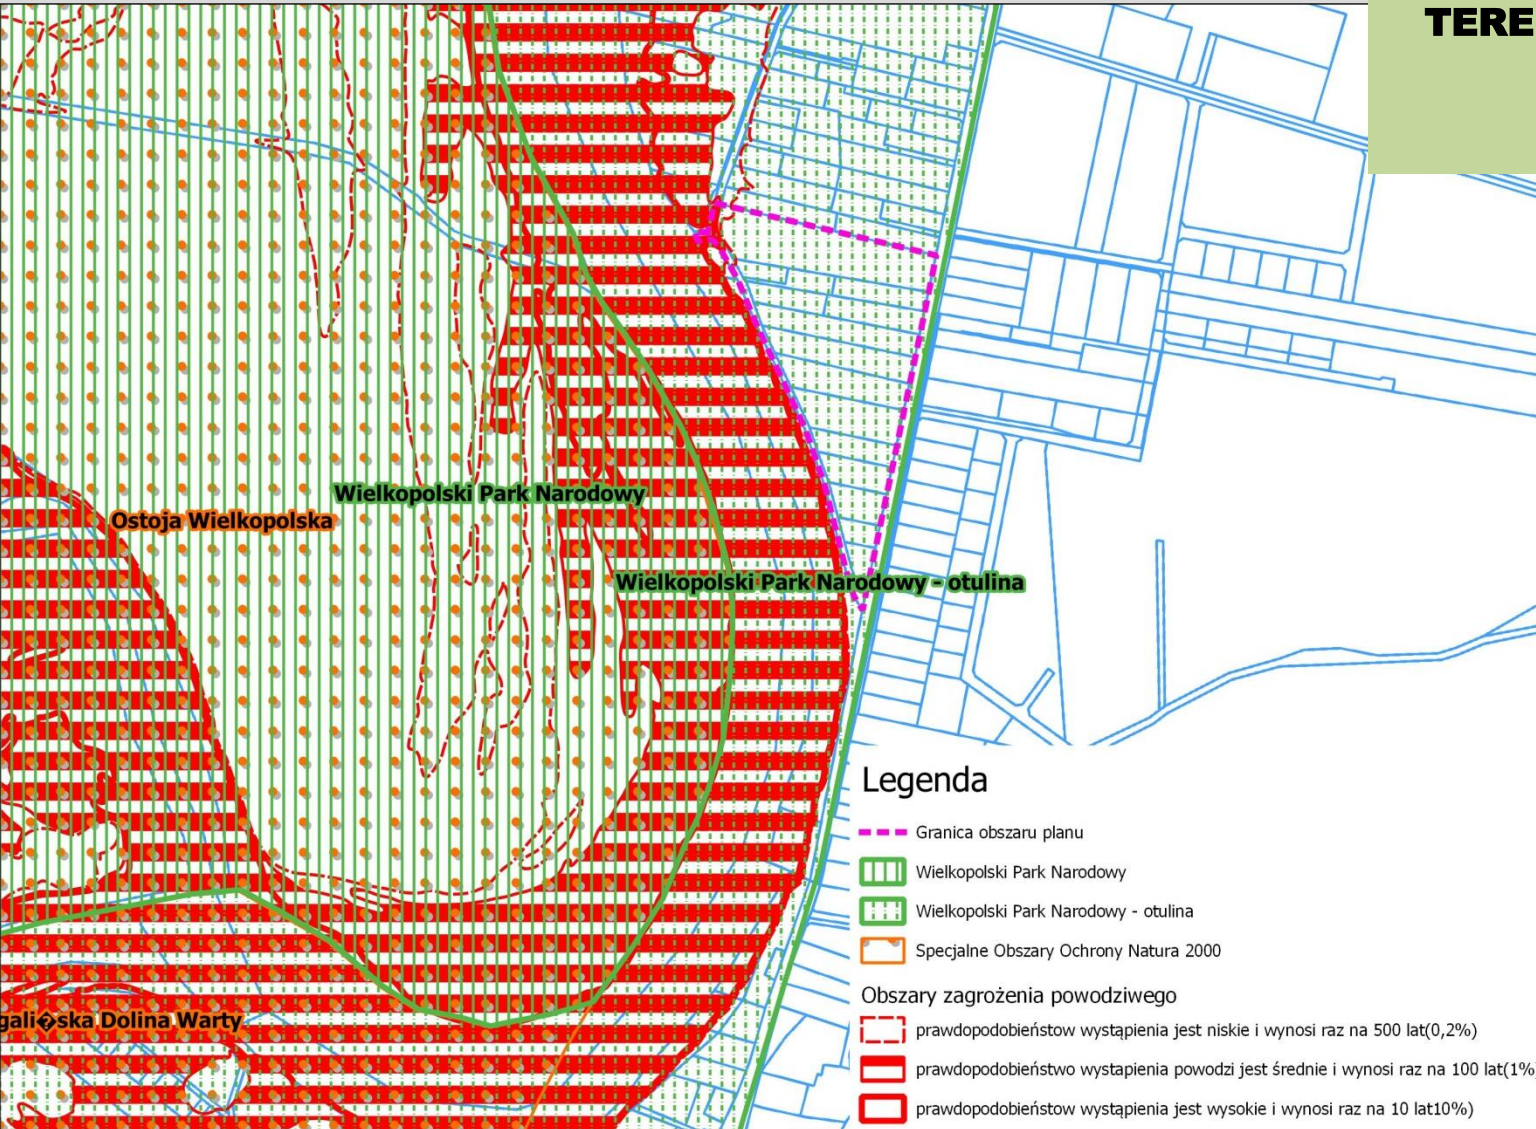 TERE
Wielkopolski Park Narodowy
Ostoja Wielkopolska
Wielkopolski Park Narodowy - otulina
gali�ska Dolina Warty
Legenda
Granica obszaru planu
Wielkopolski Park Narodowy
Wielkopolski Park Narodowy - otulina
Specjalne Obszary Ochrony Natura 2000
Obszary zagrożenia powodziwego
prawdopodobieństow wystąpienia jest niskie i wynosi raz na 500 lat(0,2%)
prawdopodobieństwo wystapienia powodzi jest średnie i wynosi raz na 100 lat(1%
prawdopodobieństow wystąpienia jest wysokie i wynosi raz na 10 lat10%)